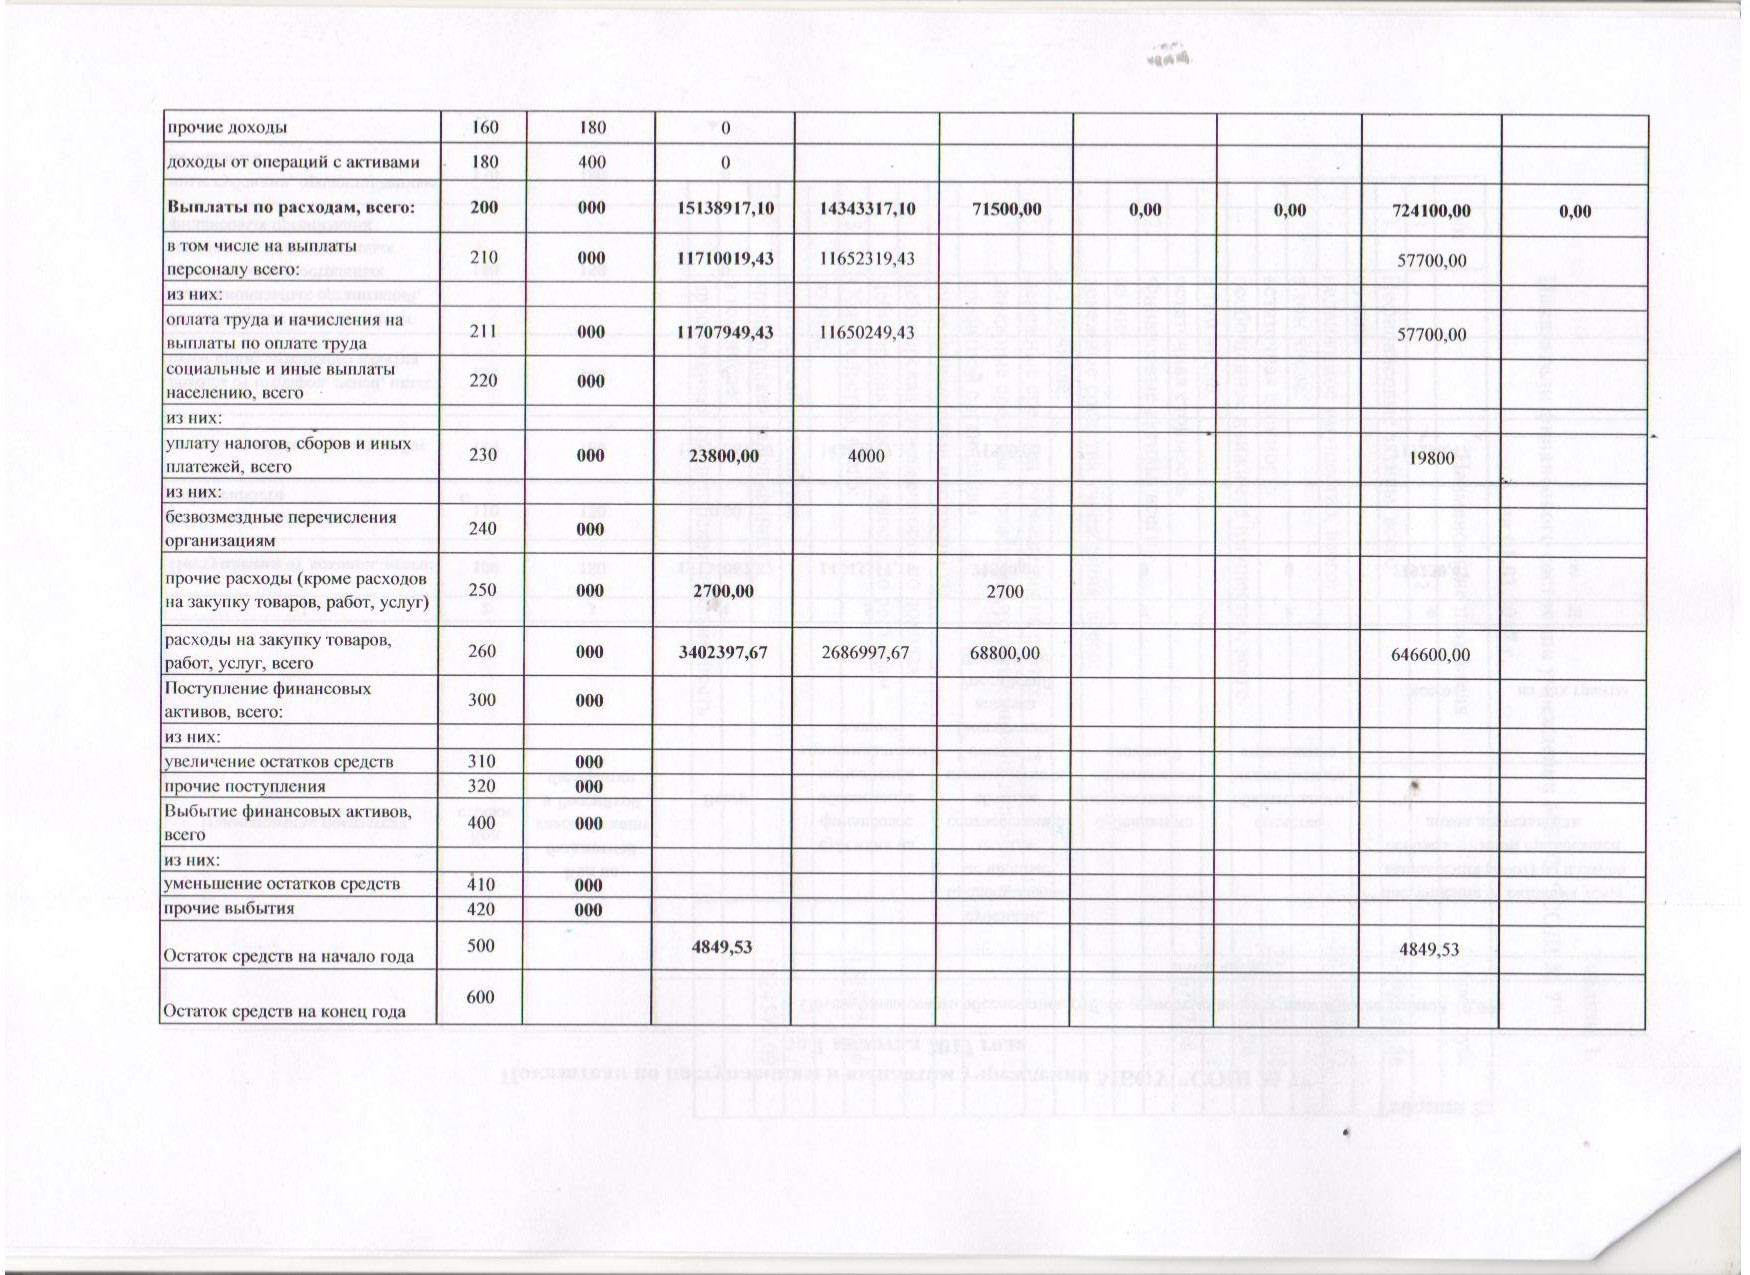 прочие доходы 160 180 0
доходы от операций с активами 180 400 0
Выплаты по расходам, всего: 200 000 15138917,10 14343317,10 71500,00 0,00 0,00 724100,00 0,00
в том числе на выплаты
персоналу всего: 210 000 11710019,43 11652319,43 57700,00
из них:
оплата труда и начисления на
выплаты по оплате труда 211 000 11707949,43 11650249,43 57700,00
социальные и иные выплаты
населению, всего 220 000
из них:
уплату налогов, сборов и иных
платежей, всего 230 000 23800,00 4000 19800
из них:
безвозмездные перечисления
организациям 240 000
прочие расходы (кроме расходов
на закупку товаров, работ, услуг) 250 000 2700,00 2700
расходы на закупку товаров,
работ, услуг, всего 260 000 3402397,67 2686997,67 68800,00 646600,00
Поступление финансовых
активов, всего: 300 000
из них:
увеличение остатков средств 310 000
прочие поступления 320 000
Выбытие финансовых активов,
всего 400 000
из них:
уменьшение остатков средств 410 000
прочие выбытия 420 000
Остаток средств на начало года 500 4849,53 4849,53
Остаток средств на конец года 600